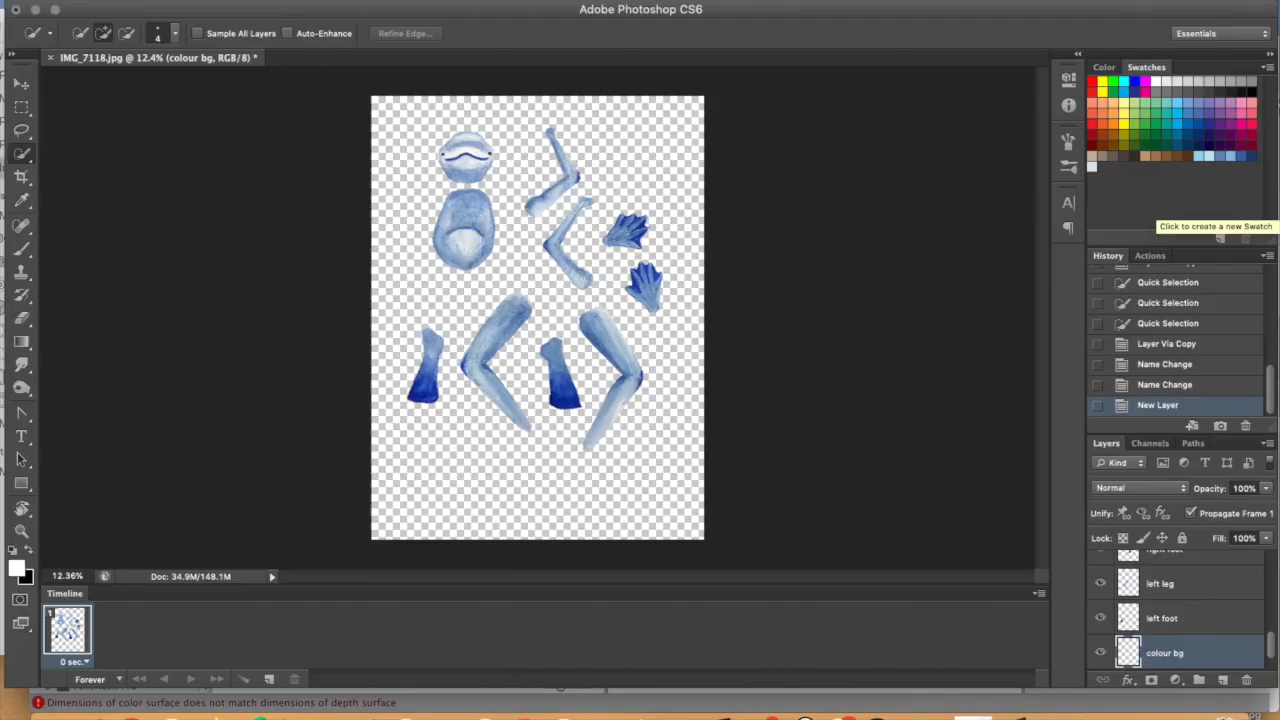 Adobe Photoshop CS6
4
Sample All Layers
Auto-Enhance
Refine Edge...
Essentials
IMG_7118.jpg @ 12.4% (colour bg, RGB/8) *
Color
Swatches
Click to create a new Swatch
History
Actions
Quick Selection
Quick Selection
Quick Selection
Layer Via Copy
Name Change
Name Change
New Layer
Layers
Channels
Paths
Kind
Normal
Opacity: 100%
Unify:
Propagate Frame 1
Lock:
Fill: 100%
right foot
left leg
left foot
colour bg
12.36%
Doc: 34.9M/148.1M
Timeline
1
0 sec.
Forever
Dimensions of color surface does not match dimensions of depth surface